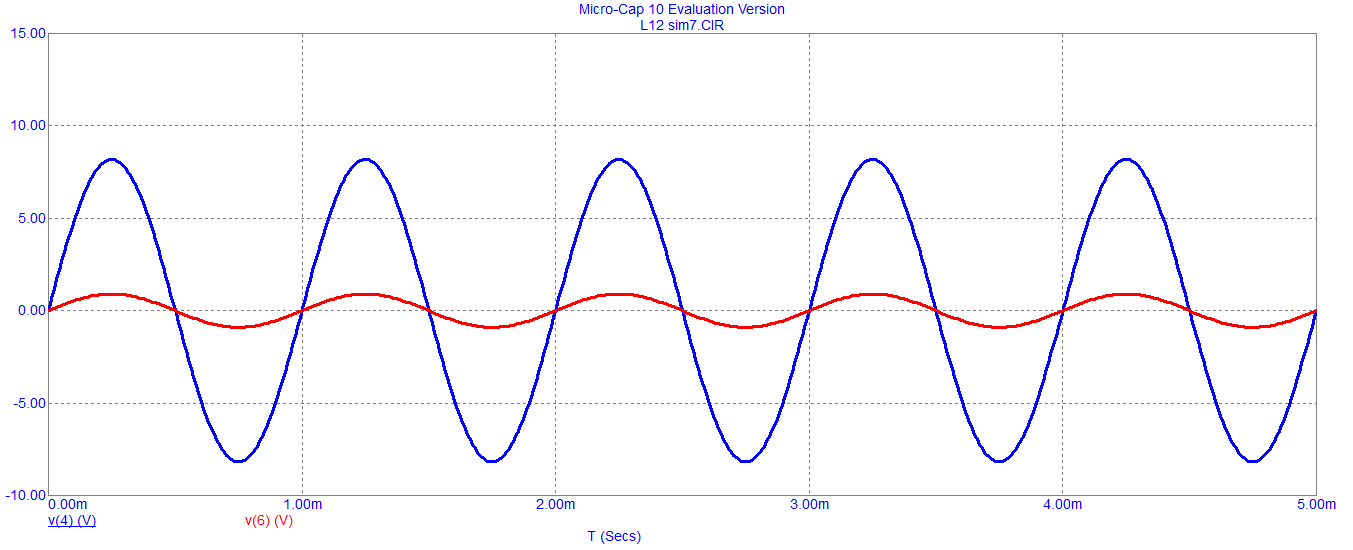 Micro-Cap 10 Evaluation Version
L12 sim7.CIR
15.00
10.00
5.00
0.00
-5.00
-10.00
0.00m 1.00m 2.00m 3.00m 4.00m 5.00m
v(4) (V) v(6) (V)
T (Secs)